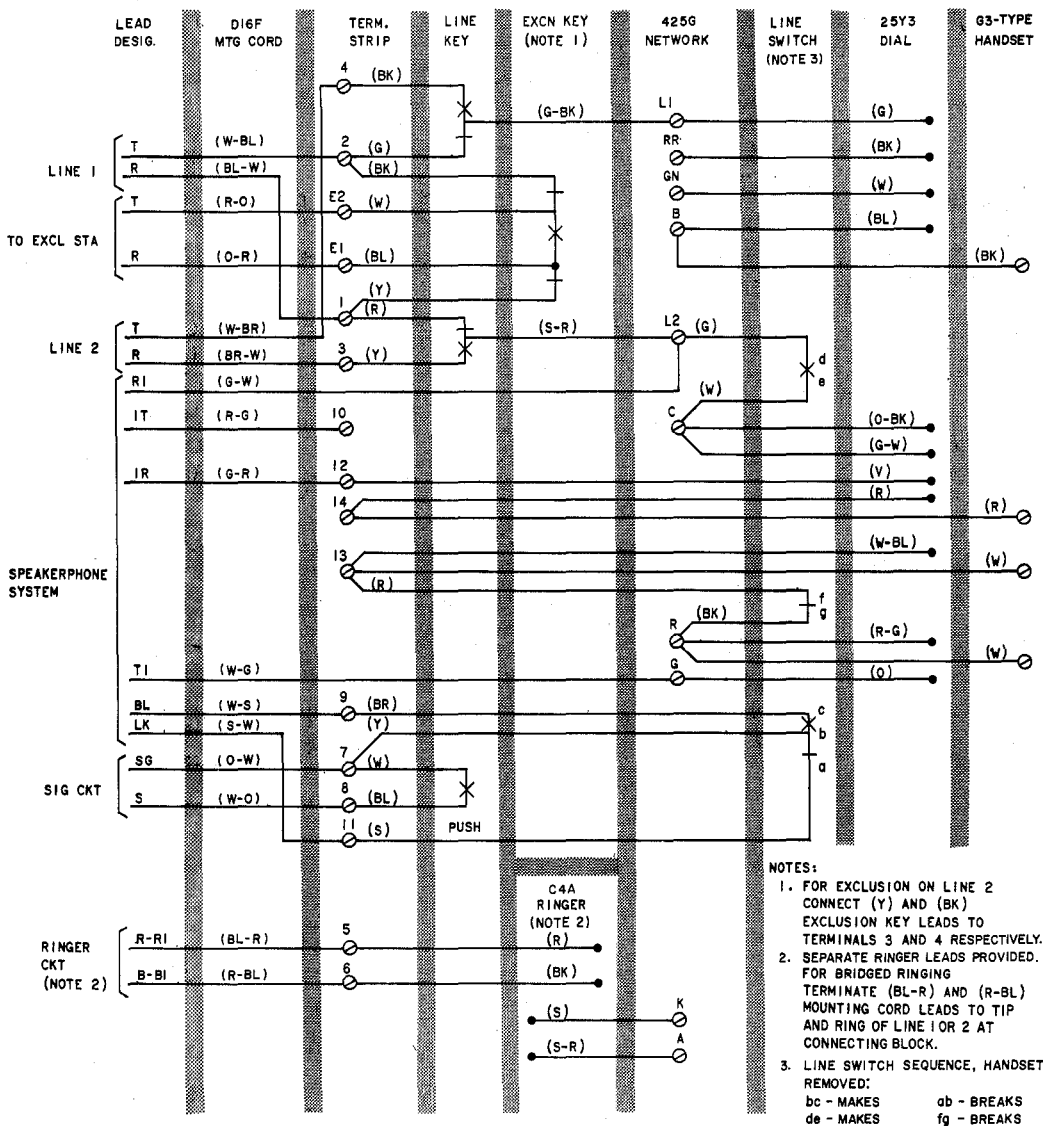 LEAD DESIG.
D16F MTG CORD
TERM. STRIP
LINE KEY
EXCN KEY (NOTE 1)
425G NETWORK
LINE SWITCH (NOTE 3)
25Y3 DIAL
G3-TYPE HANDSET
4 (BK)
(G-BK) L1 (G)
LINE 1
T (W-BL) 2 (G) RR (BK)
R (BL-W) (BK)
GN (W)
TO EXCL STA
T (R-O) E2 (W) B (BL)
R (O-R) E1 (BL) (BK)
(Y)
1 (R)
LINE 2
T (W-BR) (S-R) L2 (G)
R (BR-W) 3 (Y) d
e
R1 (G-W) (W)
1T (R-G) 10 C (O-BK)
(G-W)
1R (G-R) 12 (V)
(R)
14 (R)
(W-BL)
13 (W)
SPEAKERPHONE SYSTEM
(R) f
(BK) g
R (R-G)
(W)
T1 (W-G) G (O)
BL (W-S) 9 (BR) c
LK (S-W) (Y) b
SIG CKT
SG (O-W) 7 (W) a
S (W-O) 8 (BL)
11 (S) PUSH
C4A RINGER (NOTE 2)
RINGER CKT (NOTE 2)
R-R1 (BL-R) 5 (R)
B-B1 (R-BL) 6 (BK)
(S) K
(S-R) A
NOTES:
1. FOR EXCLUSION ON LINE 2
CONNECT (Y) AND (BK)
EXCLUSION KEY LEADS TO
TERMINALS 3 AND 4 RESPECTIVELY.
2. SEPARATE RINGER LEADS PROVIDED.
FOR BRIDGED RINGING
TERMINATE (BL-R) AND (R-BL)
MOUNTING CORD LEADS TO TIP
AND RING OF LINE 1 OR 2 AT
CONNECTING BLOCK.
3. LINE SWITCH SEQUENCE, HANDSET
REMOVED:
bc - MAKES ab - BREAKS
de - MAKES fg - BREAKS